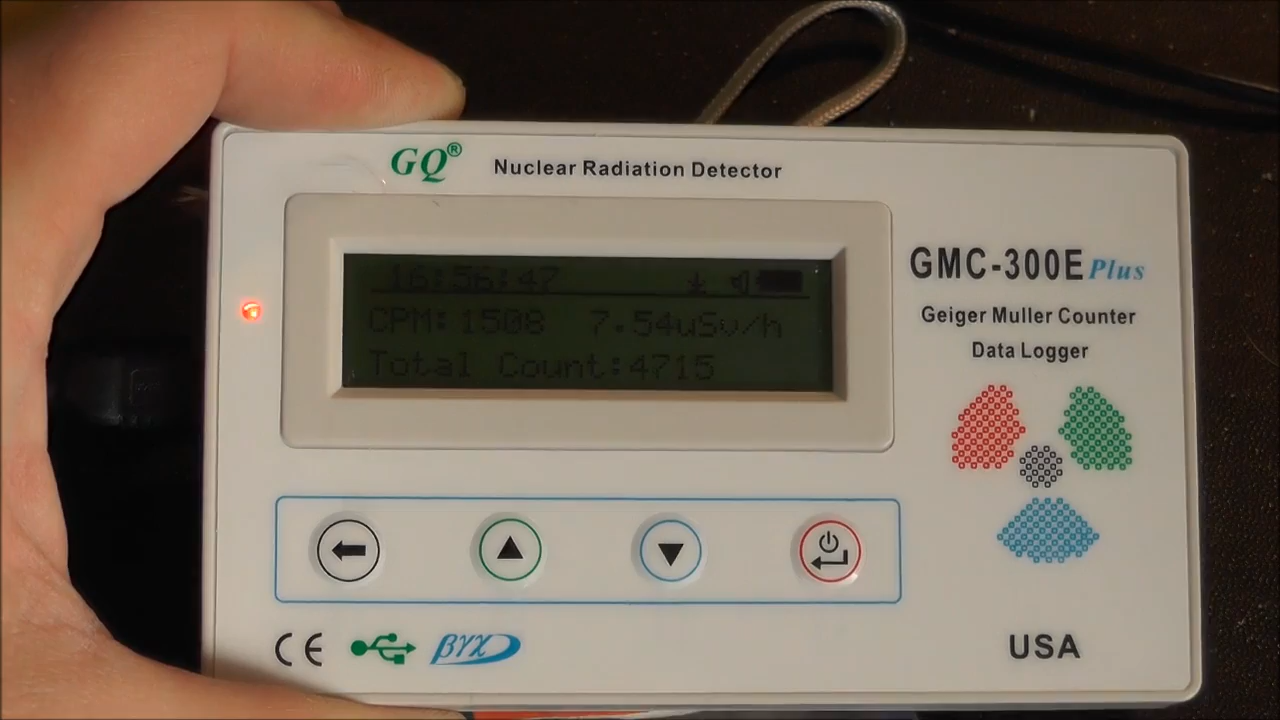 GQ® Nuclear Radiation Detector
16:56:47
CPM:1508 7.54uSv/h
Total Count:4715
GMC-300E Plus
Geiger Muller Counter
Data Logger
CE βγχ
USA